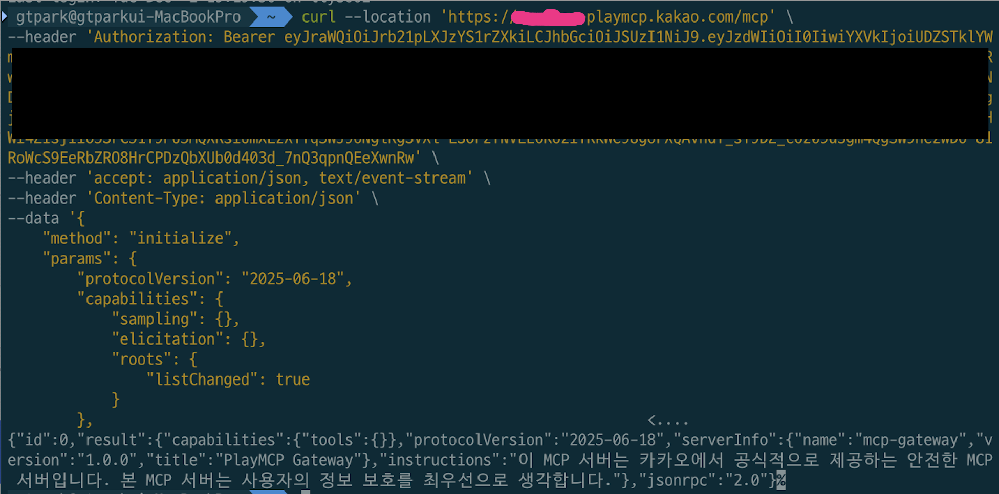 gtpark@gtparkui-MacBookPro ~ curl --location 'https:// playmcp.kakao.com/mcp' \
--header 'Authorization: Bearer eyJraWQiOiJrb21pLXJzYS1rZXkiLCJhbGciOiJSUzI1NiJ9.eyJzdWIiOiI0IiwiYXVkIjoiUDZSTklYW
RoWcS9EeRbZRO8HrCPDzQbXUb0d403d_7nQ3qpnQEeXwnRw' \
--header 'accept: application/json, text/event-stream' \
--header 'Content-Type: application/json' \
--data '{
"method": "initialize",
"params": {
"protocolVersion": "2025-06-18",
"capabilities": {
"sampling": {},
"elicitation": {},
"roots": {
"listChanged": true
}
},
<....
{"id":0,"result":{"capabilities":{"tools":{}},"protocolVersion":"2025-06-18","serverInfo":{"name":"mcp-gateway","v
ersion":"1.0.0","title":"PlayMCP Gateway"},"instructions":"이 MCP 서버는 카카오에서 공식적으로 제공하는 안전한 MCP
서버입니다. 본 MCP 서버는 사용자의 정보 보호를 최우선으로 생각합니다."},"jsonrpc":"2.0"}%